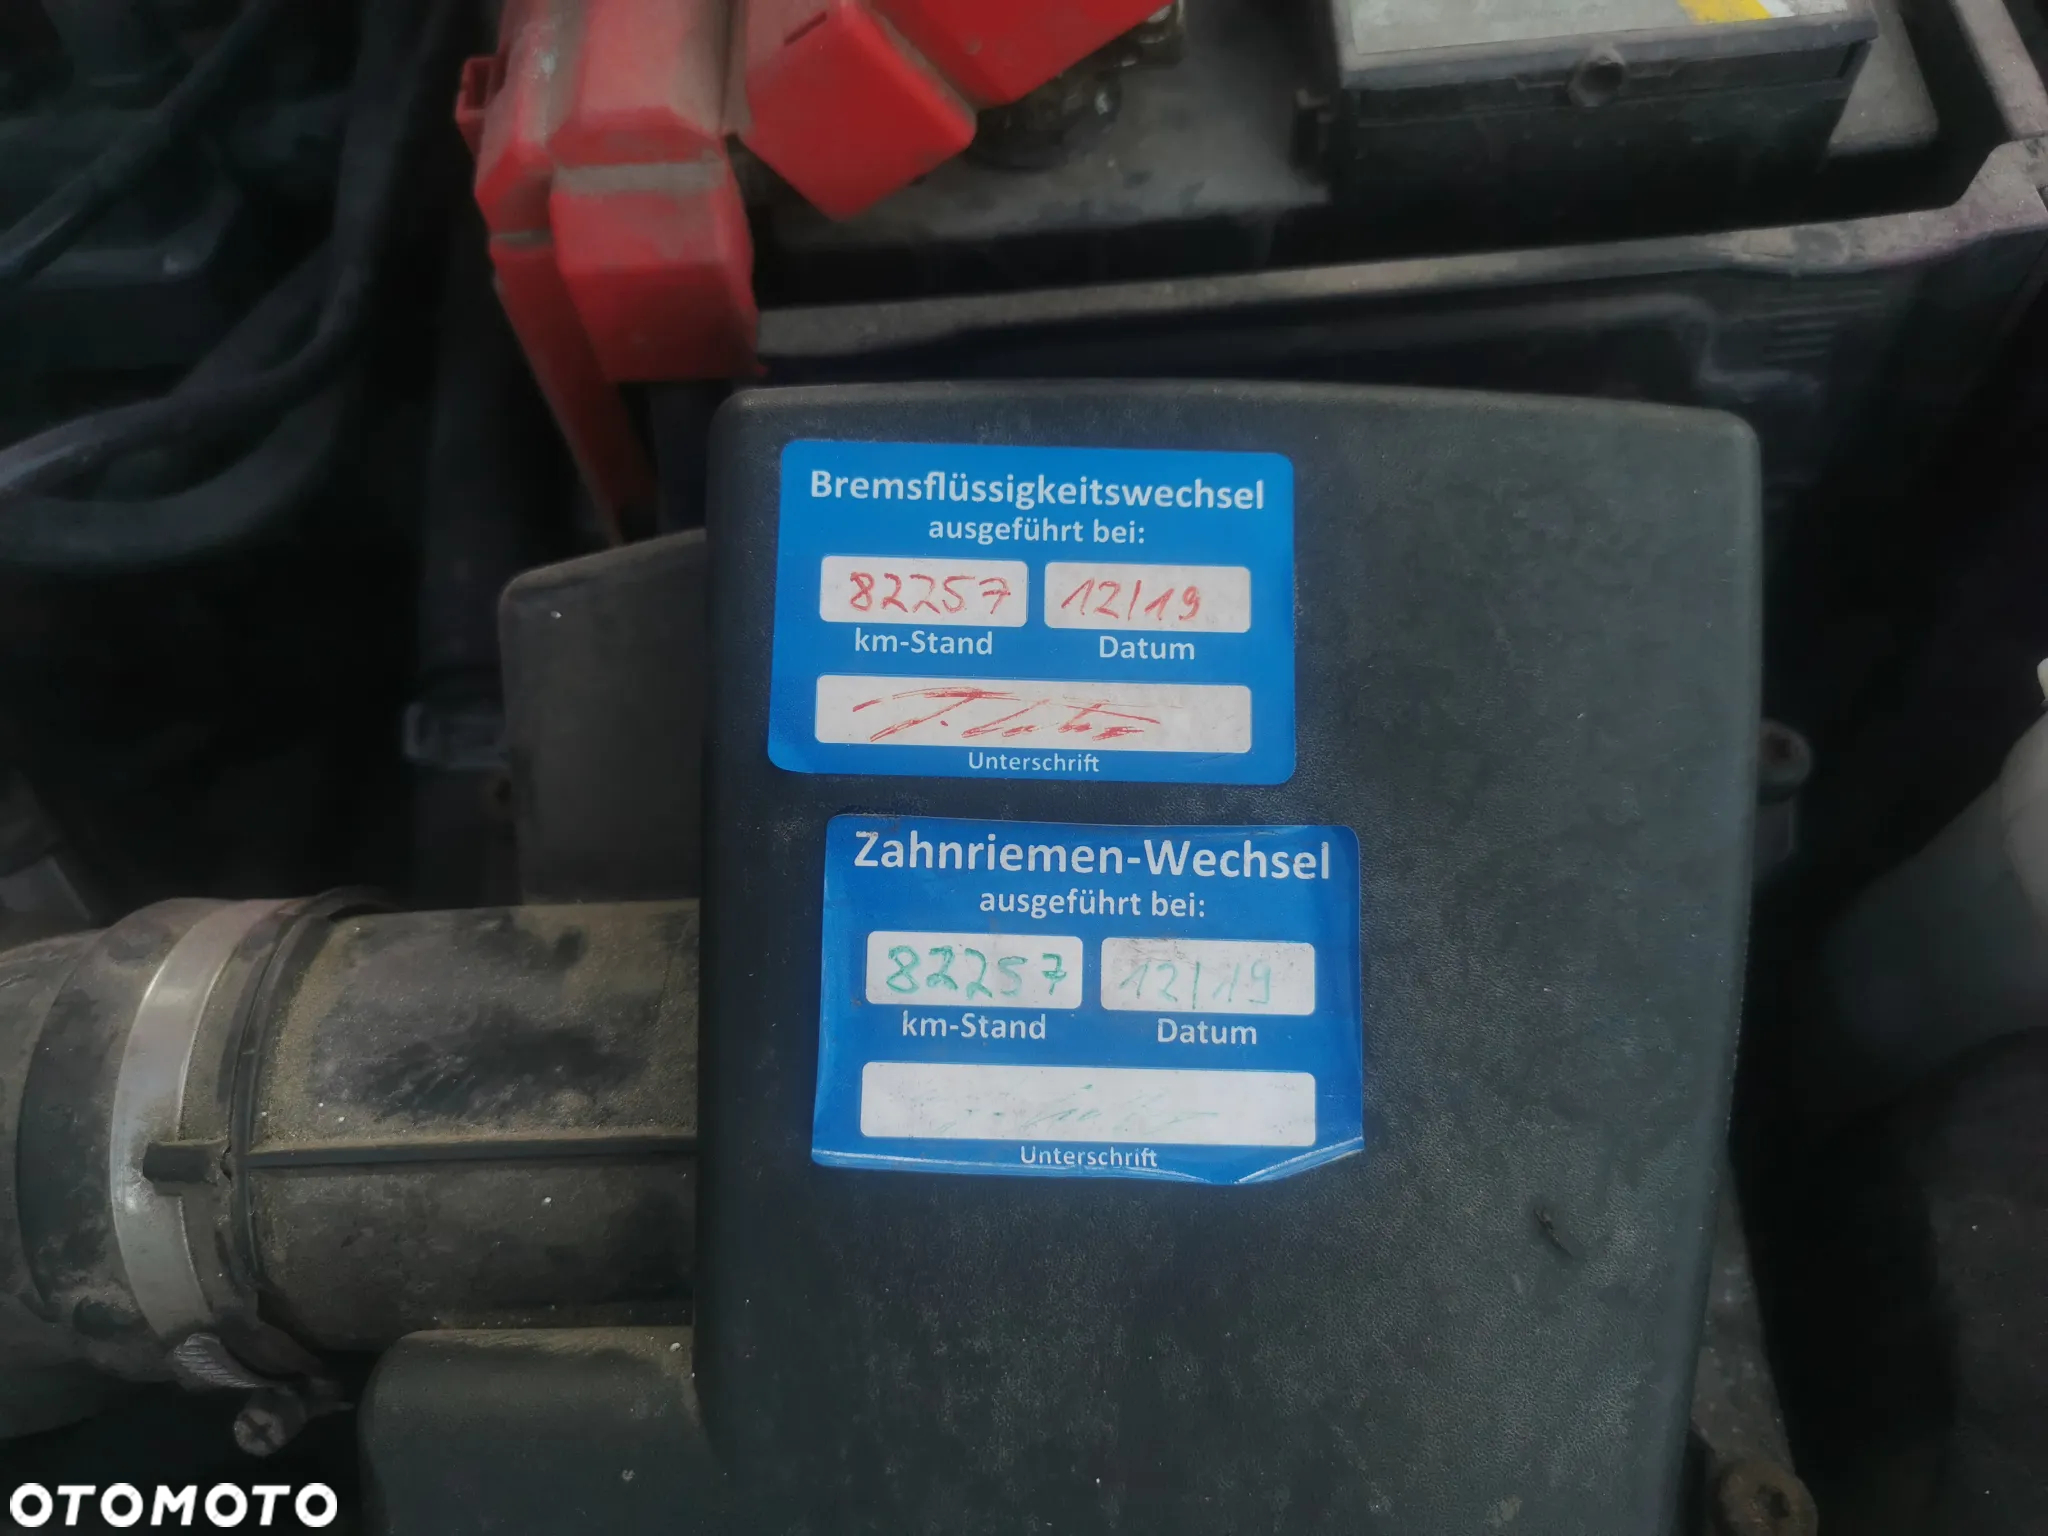 Bremsflüssigkeitswechsel
ausgeführt bei:
82257 12/19
km-Stand Datum
Unterschrift
Zahnriemen-Wechsel
ausgeführt bei:
82257 12/19
km-Stand Datum
Unterschrift
OTOMOTO